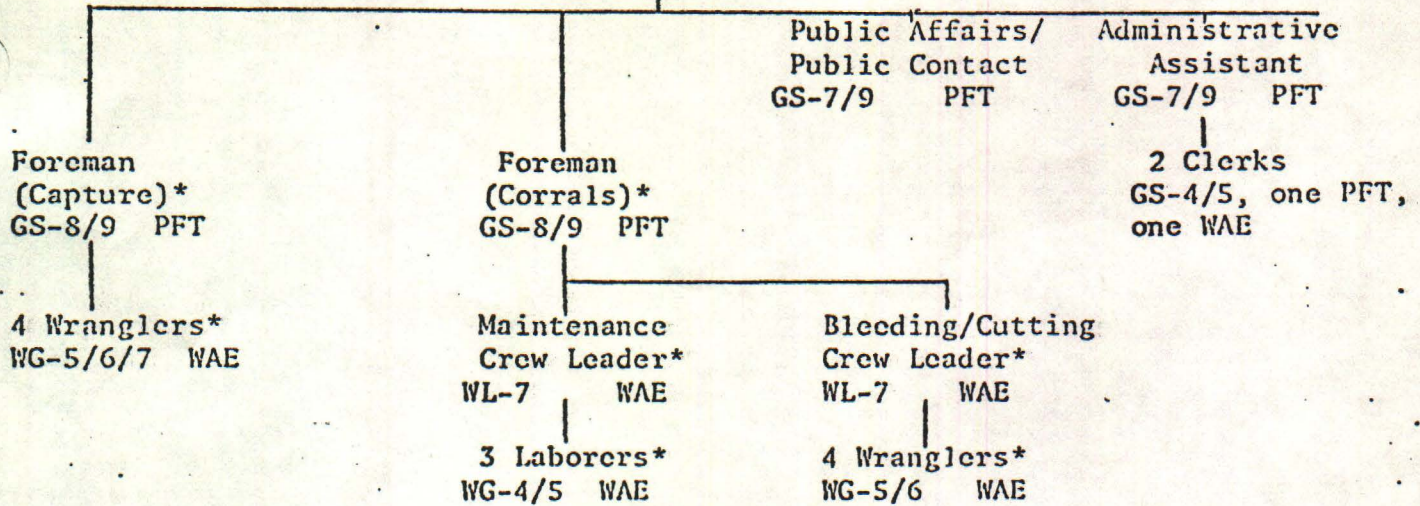 Public Affairs/
Public Contact
GS-7/9 PFT
Administrative
Assistant
GS-7/9 PFT
2 Clerks
GS-4/5, one PFT,
one WAE
Foreman
(Capture)*
GS-8/9 PFT
4 Wranglers*
WG-5/6/7 WAE
Foreman
(Corrals)*
GS-8/9 PFT
Maintenance
Crew Leader*
WL-7 WAE
3 Laborers*
WG-4/5 WAE
Bleeding/Cutting
Crew Leader*
WL-7 WAE
4 Wranglers*
WG-5/6 WAE